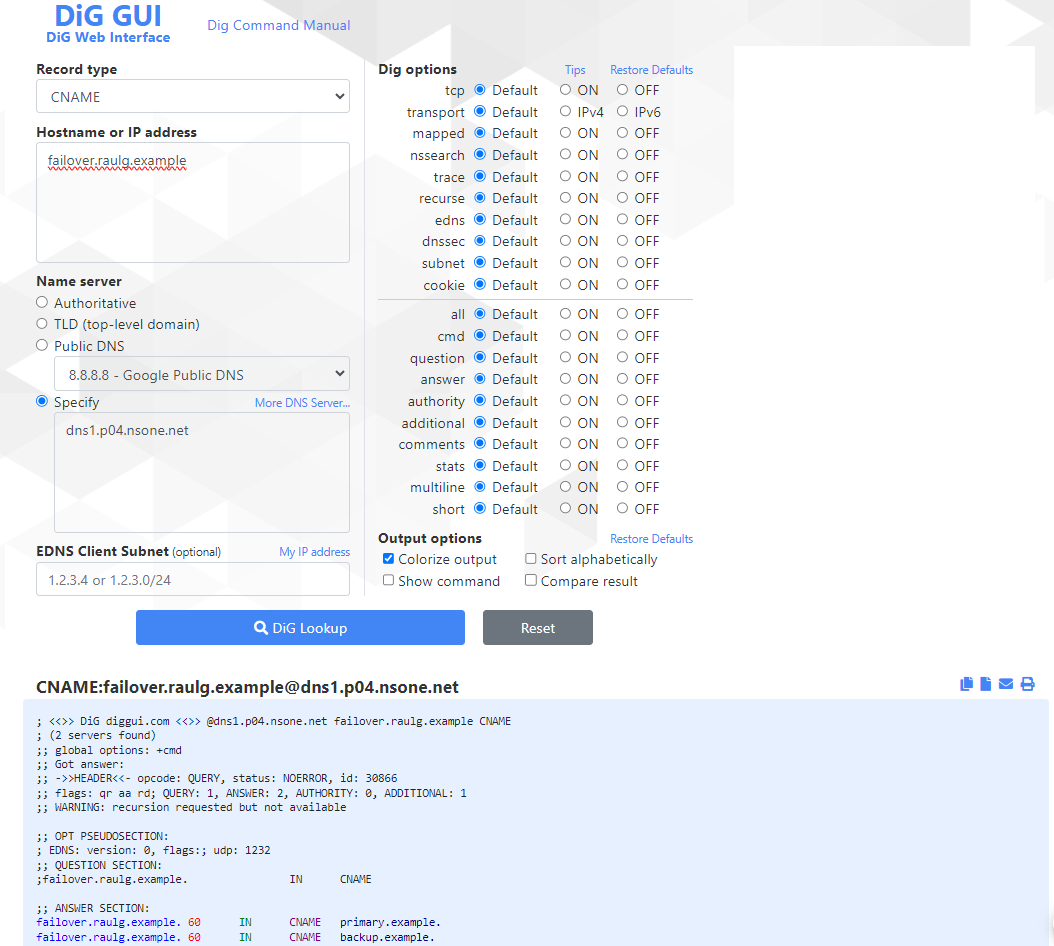 DiG GUI
DiG Web Interface
Dig Command Manual
Record type
CNAME
Hostname or IP address
failover.raulg.example
Name server
Authoritative
TLD (top-level domain)
Public DNS
8.8.8.8 - Google Public DNS
Specify More DNS Server...
dns1.p04.nsone.net
EDNS Client Subnet (optional) My IP address
1.2.3.4 or 1.2.3.0/24
Dig options Tips Restore Defaults
tcp Default ON OFF
transport Default IPv4 IPv6
mapped Default ON OFF
nssearch Default ON OFF
trace Default ON OFF
recurse Default ON OFF
edns Default ON OFF
dnssec Default ON OFF
subnet Default ON OFF
cookie Default ON OFF
all Default ON OFF
cmd Default ON OFF
question Default ON OFF
answer Default ON OFF
authority Default ON OFF
additional Default ON OFF
comments Default ON OFF
stats Default ON OFF
multiline Default ON OFF
short Default ON OFF
Output options Restore Defaults
Colorize output Sort alphabetically
Show command Compare result
DiG Lookup Reset
CNAME:failover.raulg.example@dns1.p04.nsone.net
; <<>> DiG diggui.com <<>> @dns1.p04.nsone.net failover.raulg.example CNAME
; (2 servers found)
;; global options: +cmd
;; Got answer:
;; ->>HEADER<<- opcode: QUERY, status: NOERROR, id: 30866
;; flags: qr aa rd; QUERY: 1, ANSWER: 2, AUTHORITY: 0, ADDITIONAL: 1
;; WARNING: recursion requested but not available
;; OPT PSEUDOSECTION:
; EDNS: version: 0, flags:; udp: 1232
;; QUESTION SECTION:
;failover.raulg.example. IN CNAME
;; ANSWER SECTION:
failover.raulg.example. 60 IN CNAME primary.example.
failover.raulg.example. 60 IN CNAME backup.example.